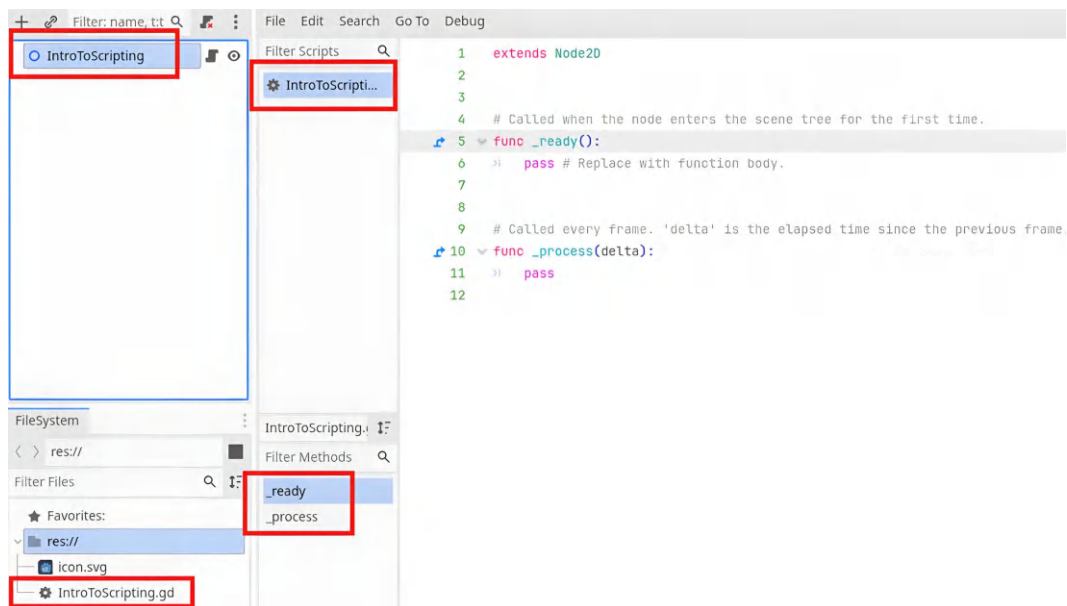 Filter: name, t:t
IntroToScripting
FileSystem
res://
Filter Files
Favorites:
res://
icon.svg
IntroToScripting.gd
File Edit Search Go To Debug
Filter Scripts
IntroToScripti...
IntroToScripting.
Filter Methods
_ready
_process
1 extends Node2D
2
3
4 # Called when the node enters the scene tree for the first time.
5 func _ready():
6 pass # Replace with function body.
7
8
9 # Called every frame. 'delta' is the elapsed time since the previous frame.
10 func _process(delta):
11 pass
12